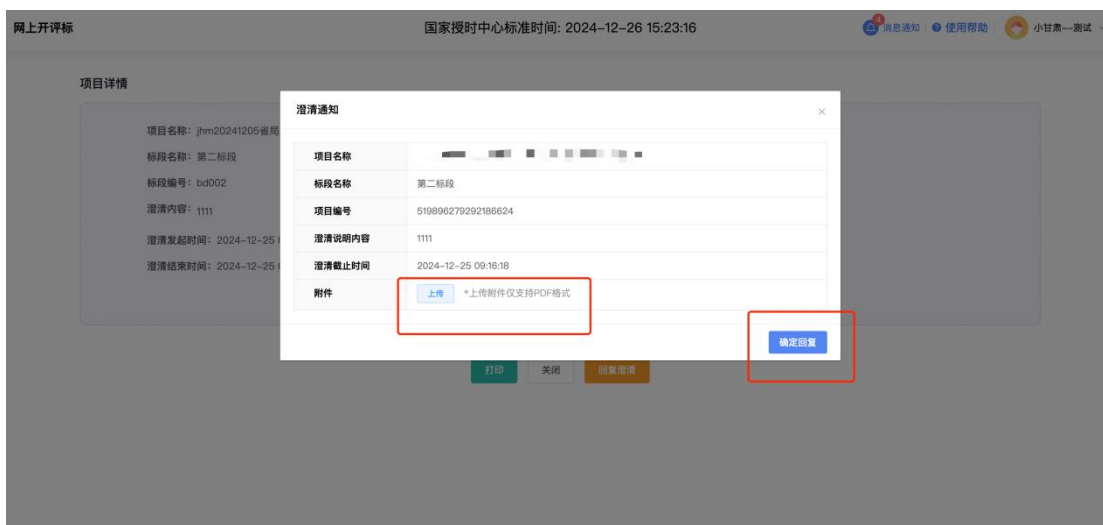 网上开评标
国家授时中心标准时间: 2024-12-26 15:23:16
4
消息通知 使用帮助 小甘肃--测试
项目详情
项目名称: jhm20241205省局
标段名称: 第二标段
标段编号: bd002
澄清内容: 1111
澄清发起时间: 2024-12-25
澄清结束时间: 2024-12-25
澄清通知
项目名称
标段名称 第二标段
项目编号 519896279292186624
澄清说明内容 1111
澄清截止时间 2024-12-25 09:16:18
附件 上传 *上传附件仅支持PDF格式
确定回复
打印 关闭 回复澄清